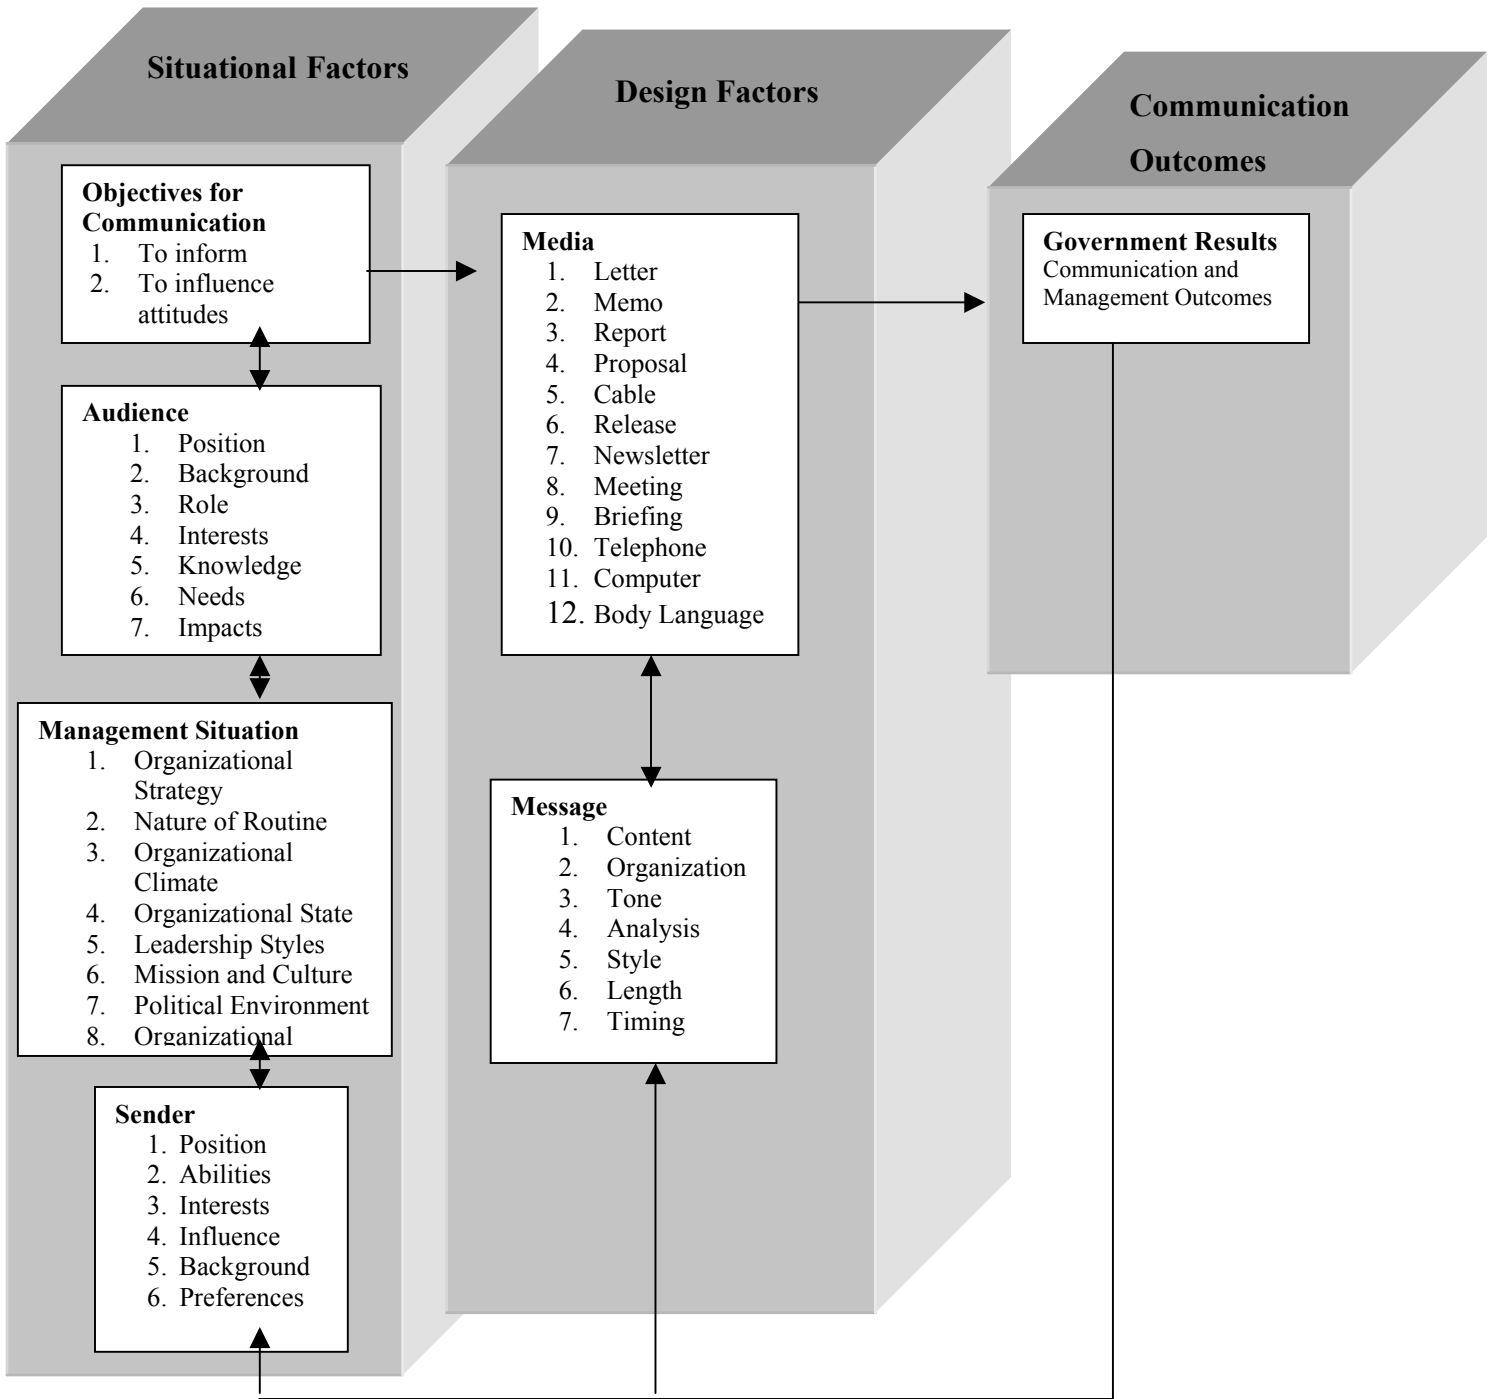 Situational Factors
Objectives for
Communication
1. To inform
2. To influence
attitudes
Audience
1. Position
2. Background
3. Role
4. Interests
5. Knowledge
6. Needs
7. Impacts
Management Situation
1. Organizational
Strategy
2. Nature of Routine
3. Organizational
Climate
4. Organizational State
5. Leadership Styles
6. Mission and Culture
7. Political Environment
8. Organizational
Sender
1. Position
2. Abilities
3. Interests
4. Influence
5. Background
6. Preferences
Design Factors
Media
1. Letter
2. Memo
3. Report
4. Proposal
5. Cable
6. Release
7. Newsletter
8. Meeting
9. Briefing
10. Telephone
11. Computer
12. Body Language
Message
1. Content
2. Organization
3. Tone
4. Analysis
5. Style
6. Length
7. Timing
Communication
Outcomes
Government Results
Communication and
Management Outcomes